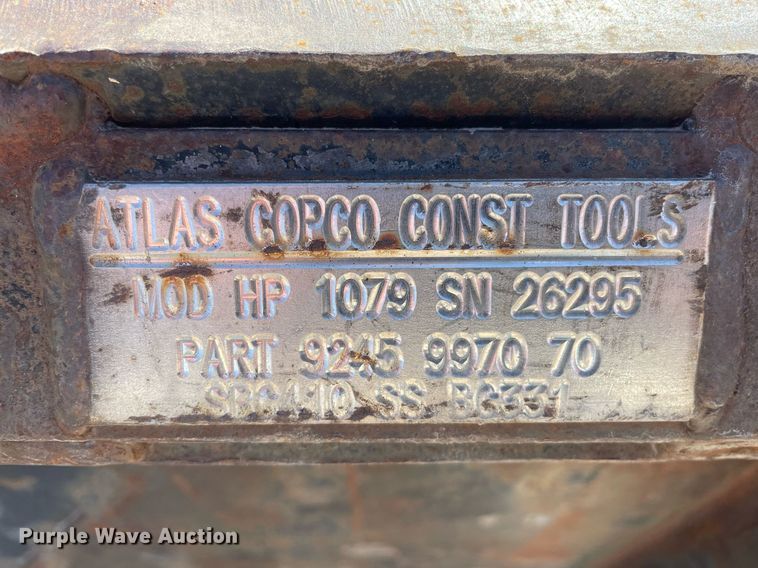 ATLAS COPCO CONST TOOLS
MOD HP 1079 SN 26295
PART 9245 9970 70
SBC410 SS BC331
Purple Wave Auction